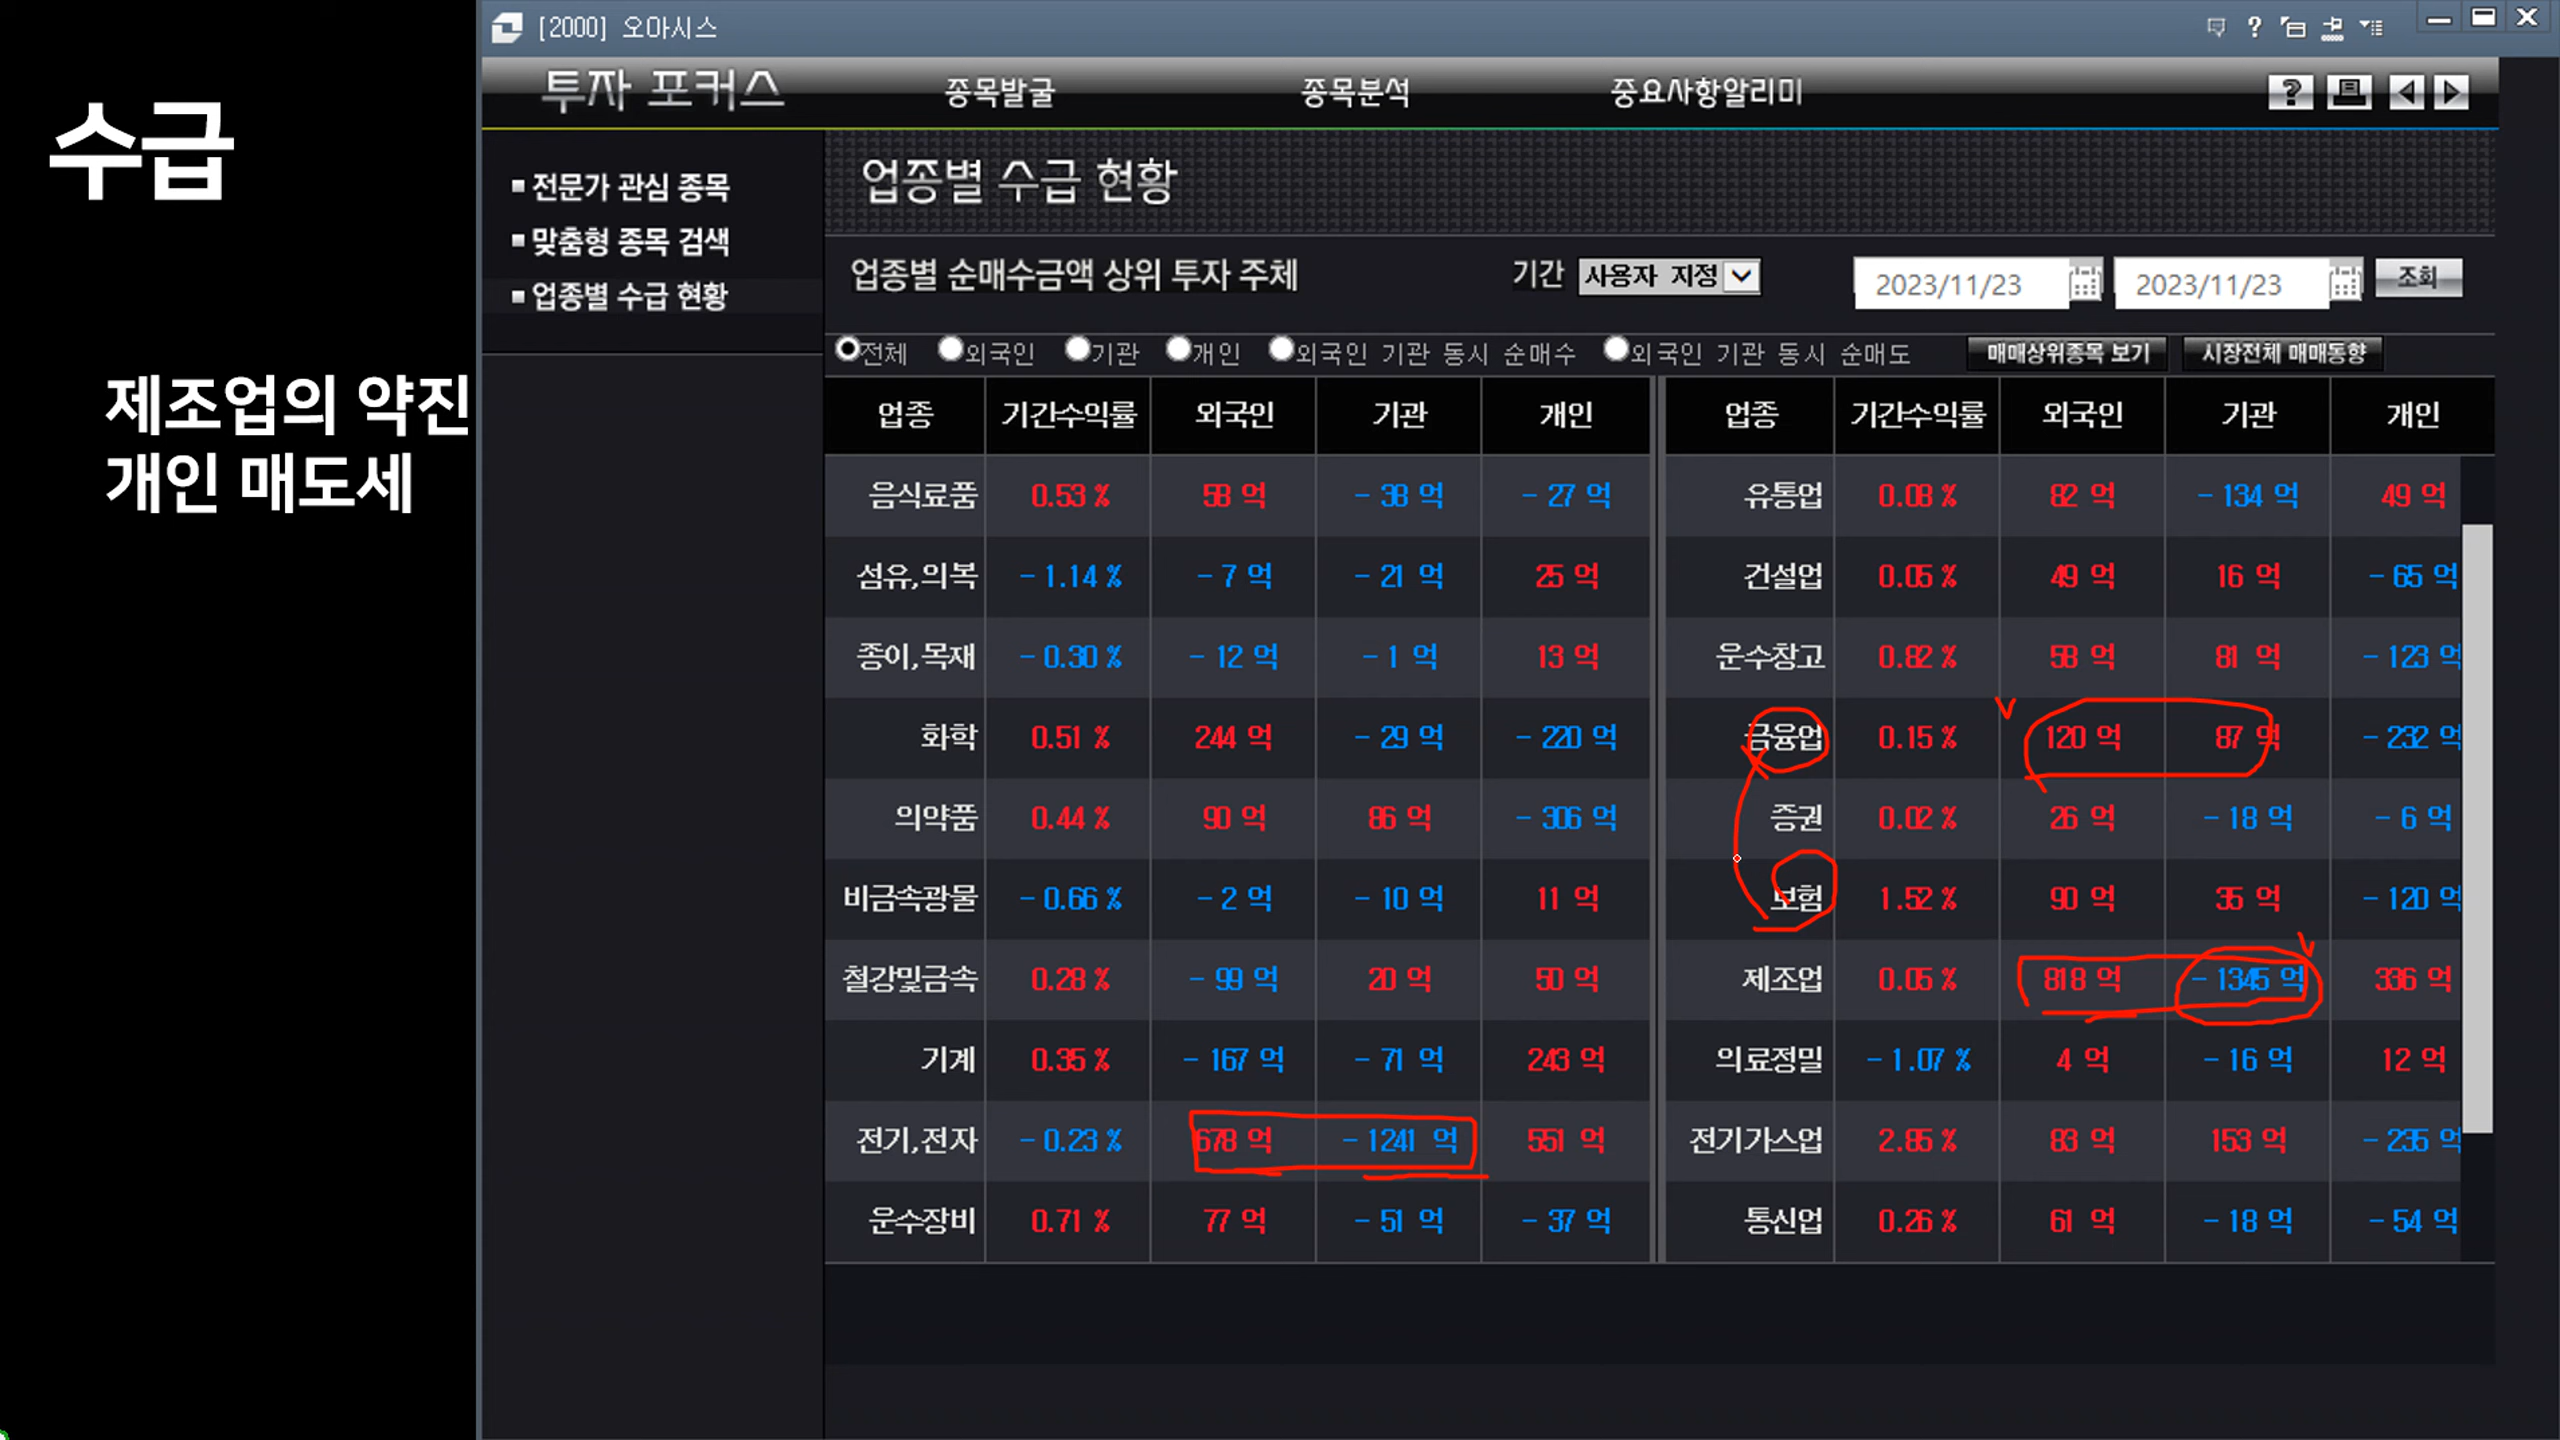 수급
제조업의 약진
개인 매도세
[2000] 오아시스
투자 포커스 종목발굴 종목분석 중요사항알리미
전문가 관심 종목
맞춤형 종목 검색
업종별 수급 현황
업종별 수급 현황
업종별 순매수금액 상위 투자 주체 기간 사용자 지정 2023/11/23 2023/11/23 조회
전체 외국인 기관 개인 외국인 기관 동시 순매수 외국인 기관 동시 순매도 매매상위종목 보기 시장전체 매매동향
업종 기간수익률 외국인 기관 개인 업종 기간수익률 외국인 기관 개인
음식료품 0.53 % 58 억 - 38 억 - 27 억 유통업 0.08 % 82 억 - 134 억 49 억
섬유,의복 - 1.14 % - 7 억 - 21 억 25 억 건설업 0.05 % 49 억 16 억 - 65 억
종이,목재 - 0.30 % - 12 억 - 1 억 13 억 운수창고 0.82 % 58 억 81 억 - 123 억
화학 0.51 % 244 억 - 29 억 - 220 억 금융업 0.15 % 120 억 87 억 - 232 억
의약품 0.44 % 90 억 86 억 - 306 억 증권 0.02 % 26 억 - 18 억 - 6 억
비금속광물 - 0.66 % - 2 억 - 10 억 11 억 보험 1.52 % 90 억 35 억 - 120 억
철강및금속 0.28 % - 99 억 20 억 50 억 제조업 0.05 % 818 억 - 1345 억 336 억
기계 0.35 % - 167 억 - 71 억 243 억 의료정밀 - 1.07 % 4 억 - 16 억 12 억
전기,전자 - 0.23 % 678 억 - 1241 억 551 억 전기가스업 2.85 % 83 억 153 억 - 235 억
운수장비 0.71 % 77 억 - 51 억 - 37 억 통신업 0.26 % 61 억 - 18 억 - 54 억